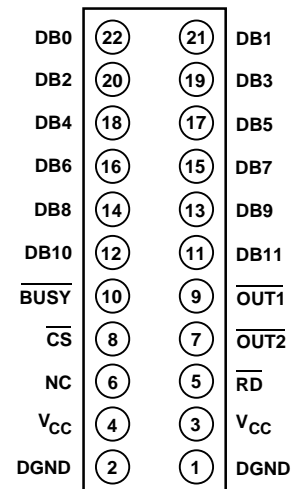 DB0 22 21 DB1
DB2 20 19 DB3
DB4 18 17 DB5
DB6 16 15 DB7
DB8 14 13 DB9
DB10 12 11 DB11
BUSY 10 9 OUT1
CS 8 7 OUT2
NC 6 5 RD
VCC 4 3 VCC
DGND 2 1 DGND